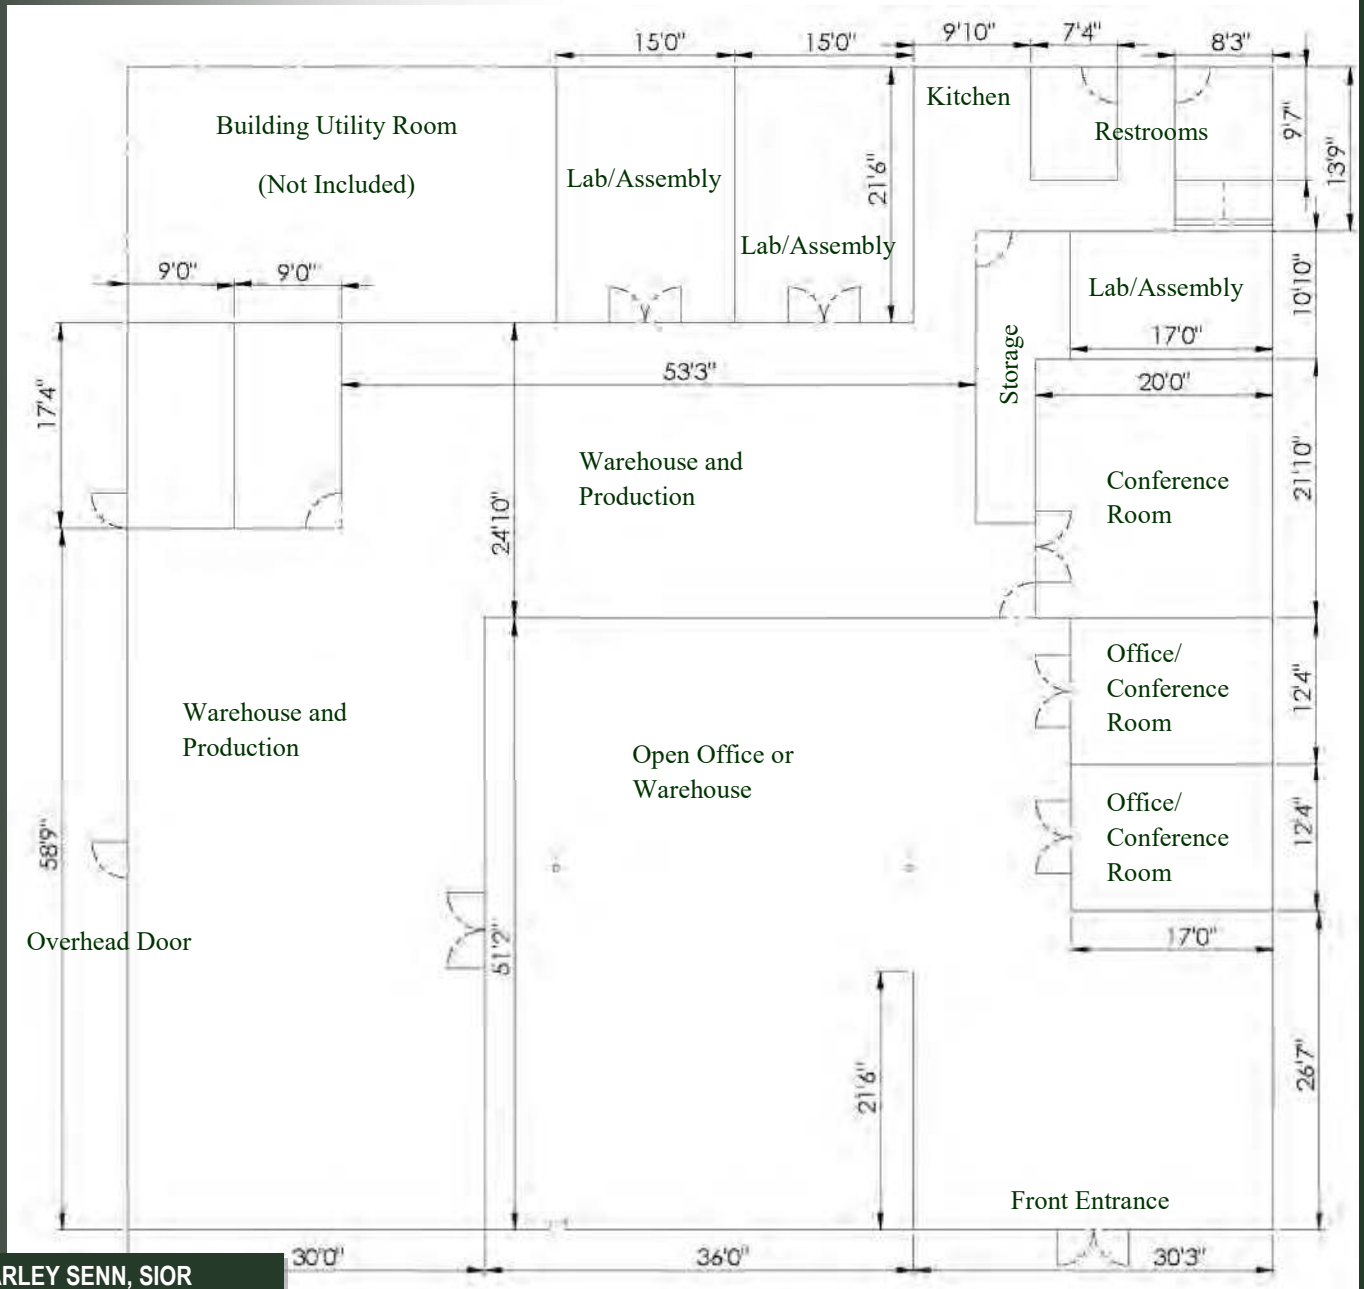 15'0"
15'0"
9'10"
7'4"
8'3"
Kitchen
Building Utility Room
(Not Included)
Restrooms
9'7"
13'9"
Lab/Assembly
21'6"
Lab/Assembly
9'0"
9'0"
Lab/Assembly
10'10"
17'0"
17'4"
53'3"
Storage
20'0"
Warehouse and
Production
24'10"
Conference
Room
21'10"
Warehouse and
Production
Open Office or
Warehouse
Office/
Conference
Room
12'4"
Office/
Conference
Room
12'4"
58'9"
Overhead Door
51'2"
17'0"
21'6"
26'7"
Front Entrance
30'0"
36'0"
30'3"
ARLEY SENN, SIOR